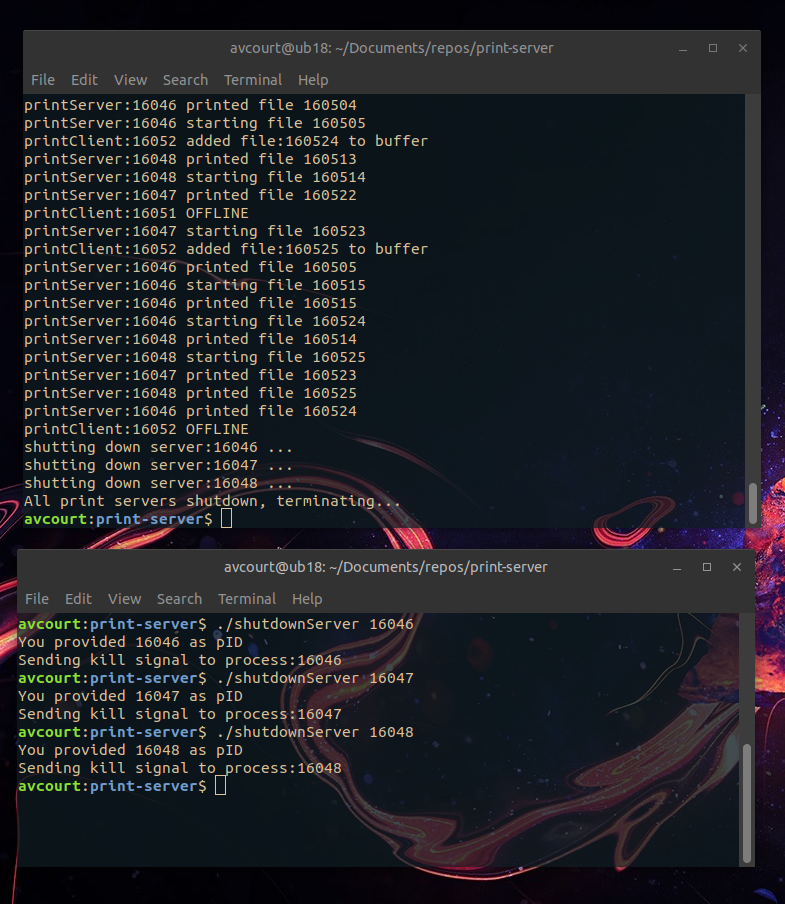 avcourt@ub18: ~/Documents/repos/print-server
File Edit View Search Terminal Help
printServer:16046 printed file 160504
printServer:16046 starting file 160505
printClient:16052 added file:160524 to buffer
printServer:16048 printed file 160513
printServer:16048 starting file 160514
printServer:16047 printed file 160522
printClient:16051 OFFLINE
printServer:16047 starting file 160523
printClient:16052 added file:160525 to buffer
printServer:16046 printed file 160505
printServer:16046 starting file 160515
printServer:16046 printed file 160515
printServer:16046 starting file 160524
printServer:16048 printed file 160514
printServer:16048 starting file 160525
printServer:16047 printed file 160523
printServer:16048 printed file 160525
printServer:16046 printed file 160524
printClient:16052 OFFLINE
shutting down server:16046 ...
shutting down server:16047 ...
shutting down server:16048 ...
All print servers shutdown, terminating...
avcourt:print-server$
avcourt@ub18: ~/Documents/repos/print-server
File Edit View Search Terminal Help
avcourt:print-server$ ./shutdownServer 16046
You provided 16046 as pID
Sending kill signal to process:16046
avcourt:print-server$ ./shutdownServer 16047
You provided 16047 as pID
Sending kill signal to process:16047
avcourt:print-server$ ./shutdownServer 16048
You provided 16048 as pID
Sending kill signal to process:16048
avcourt:print-server$